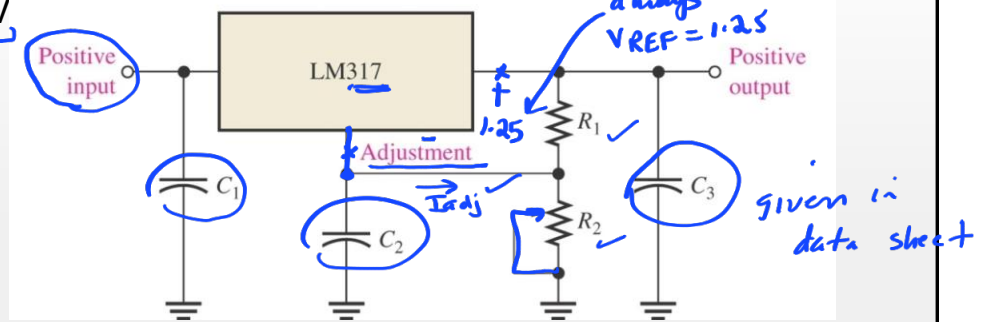 always
VREF = 1.25
Positive
input
LM317
Positive
output
+
1.25
-
R1
Adjustment
Iadj
C1
C2
R2
C3
given in
data sheet